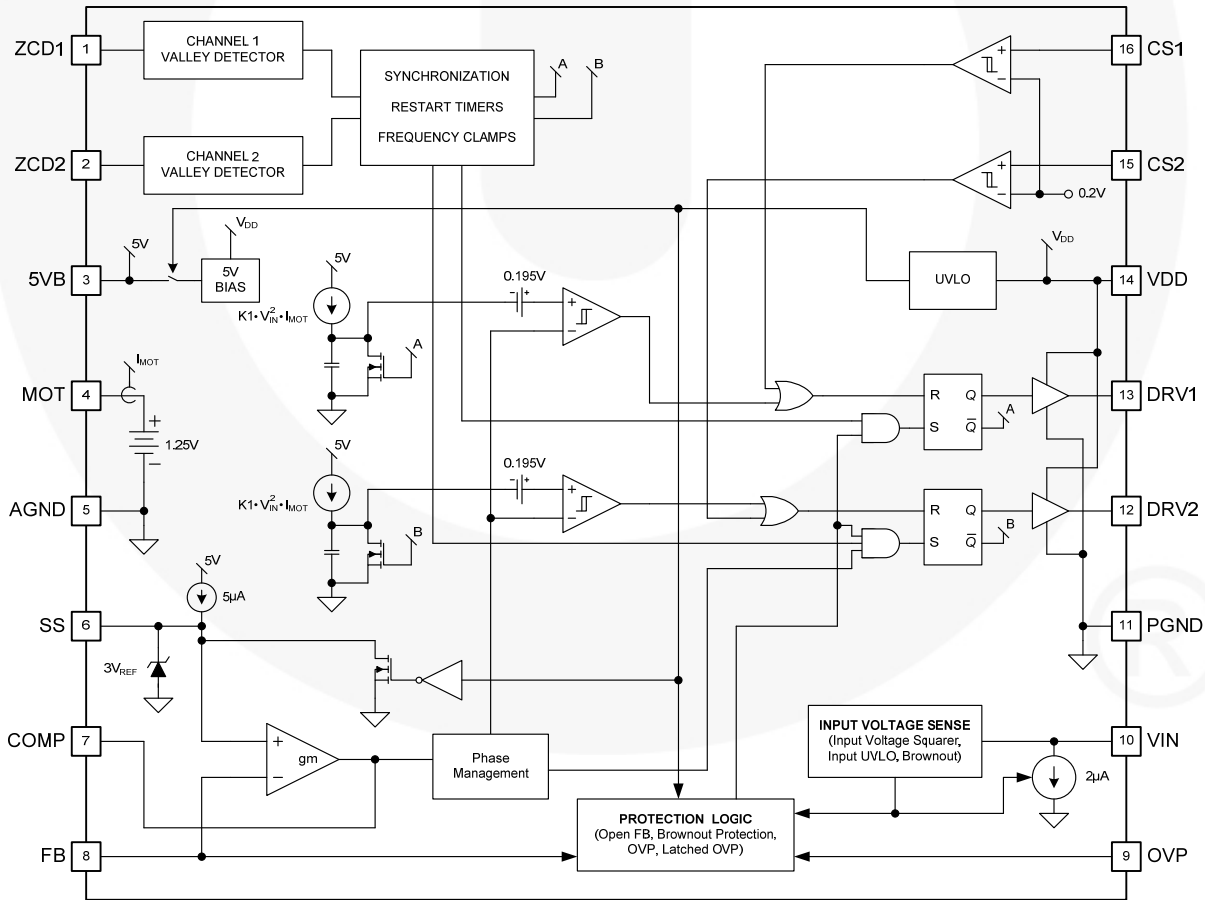 ZCD1
1
CHANNEL 1
VALLEY DETECTOR
ZCD2
2
CHANNEL 2
VALLEY DETECTOR
SYNCHRONIZATION
RESTART TIMERS
FREQUENCY CLAMPS
A
B
16
CS1
15
CS2
0.2V
5VB
3
5V
VDD
5V
BIAS
UVLO
VDD
14
VDD
5V
K1·V²IN·IMOT
A
0.195V
+
−
-
+
MOT
4
IMOT
+
1.25V
−
AGND
5
R
Q
S
Q̅
A
13
DRV1
5V
K1·V²IN·IMOT
B
0.195V
-
+
+
−
R
Q
S
Q̅
B
12
DRV2
5V
5µA
SS
6
3VREF
11
PGND
®
COMP
7
+
−
gm
Phase
Management
INPUT VOLTAGE SENSE
(Input Voltage Squarer,
Input UVLO, Brownout)
10
VIN
2µA
FB
8
PROTECTION LOGIC
(Open FB, Brownout Protection,
OVP, Latched OVP)
9
OVP